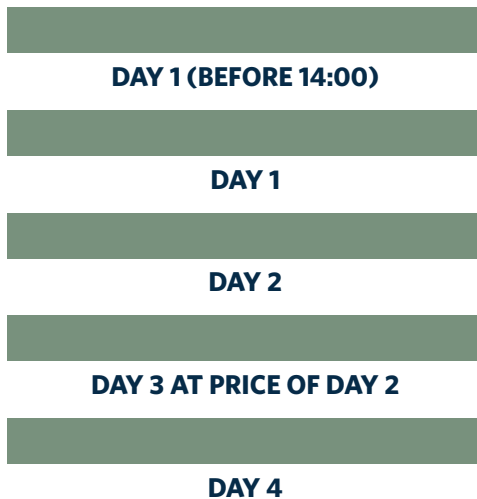 DAY 1 (BEFORE 14:00)
DAY 1
DAY 2
DAY 3 AT PRICE OF DAY 2
DAY 4